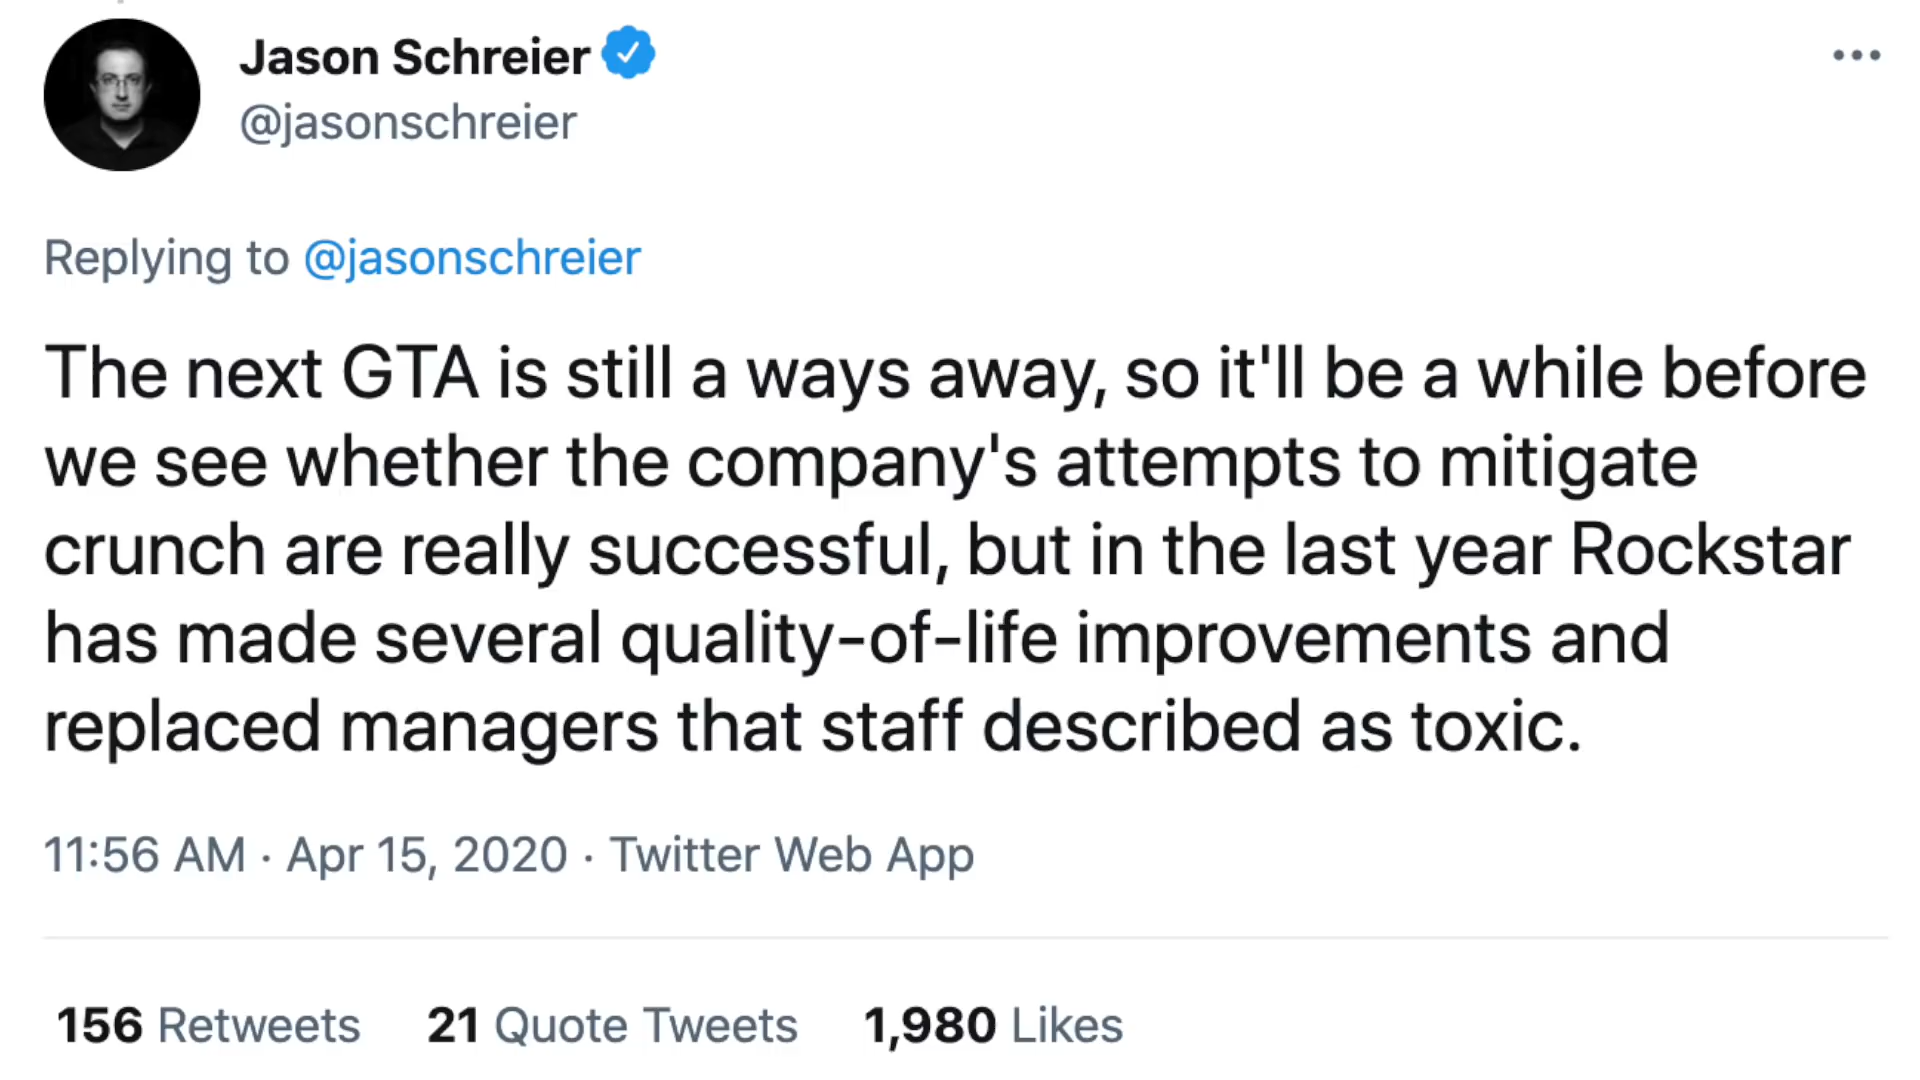 Jason Schreier
@jasonschreier
Replying to @jasonschreier
The next GTA is still a ways away, so it'll be a while before
we see whether the company's attempts to mitigate
crunch are really successful, but in the last year Rockstar
has made several quality-of-life improvements and
replaced managers that staff described as toxic.
11:56 AM · Apr 15, 2020 · Twitter Web App
156 Retweets 21 Quote Tweets 1,980 Likes